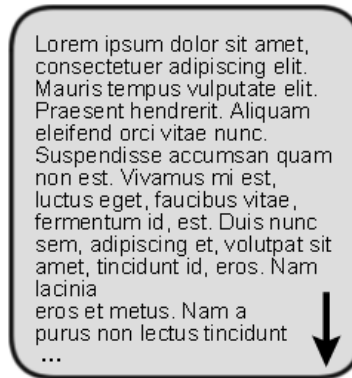 Lorem ipsum dolor sit amet,
consectetuer adipiscing elit.
Mauris tempus vulputate elit.
Praesent hendrerit. Aliquam
eleifend orci vitae nunc.
Suspendisse accumsan quam
non est. Vivamus mi est,
luctus eget, faucibus vitae,
fermentum id, est. Duis nunc
sem, adipiscing et, volutpat sit
amet, tincidunt id, eros. Nam
lacinia
eros et metus. Nam a
purus non lectus tincidunt
...